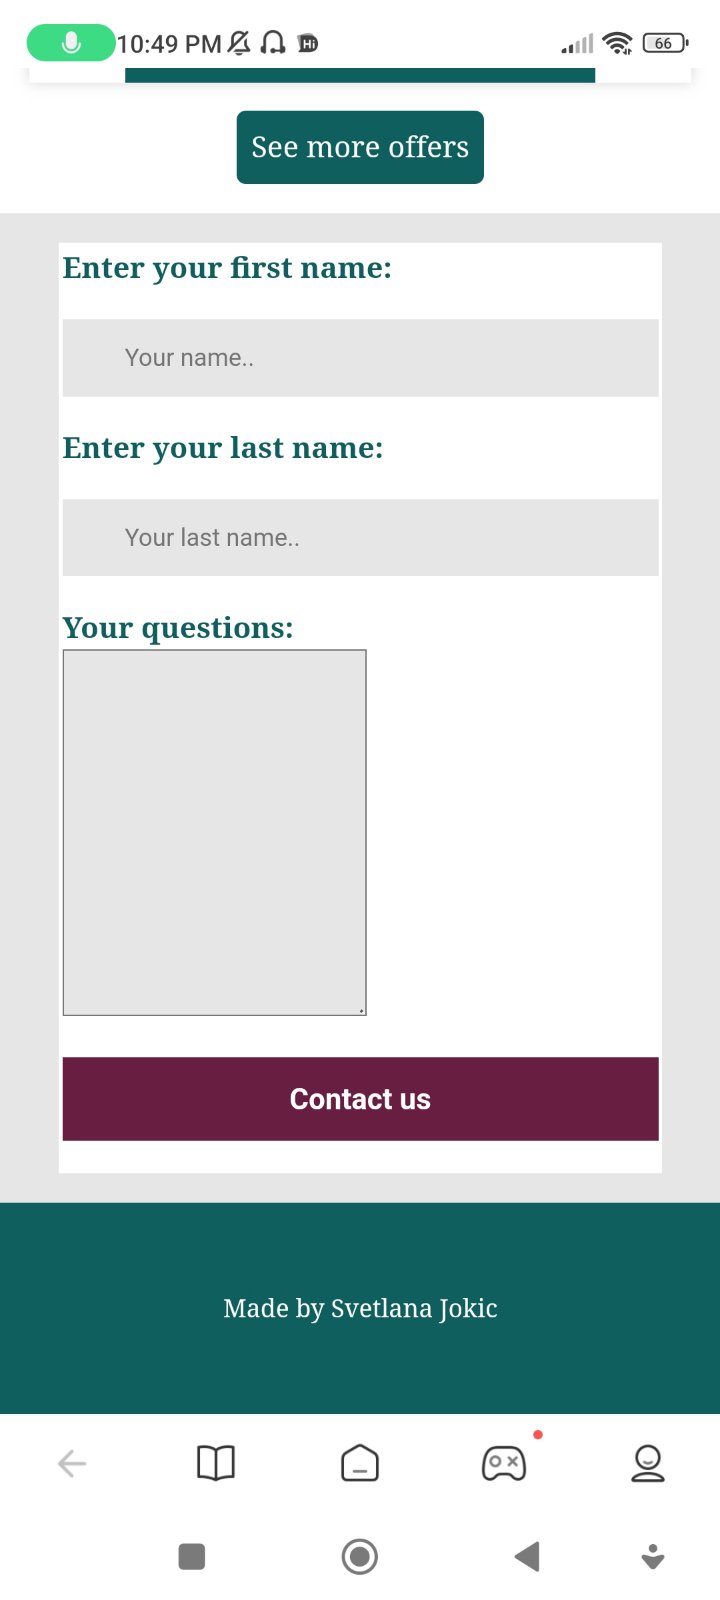 10:49 PM
66
See more offers
Enter your first name:
Your name..
Enter your last name:
Your last name..
Your questions:
Contact us
Made by Svetlana Jokic